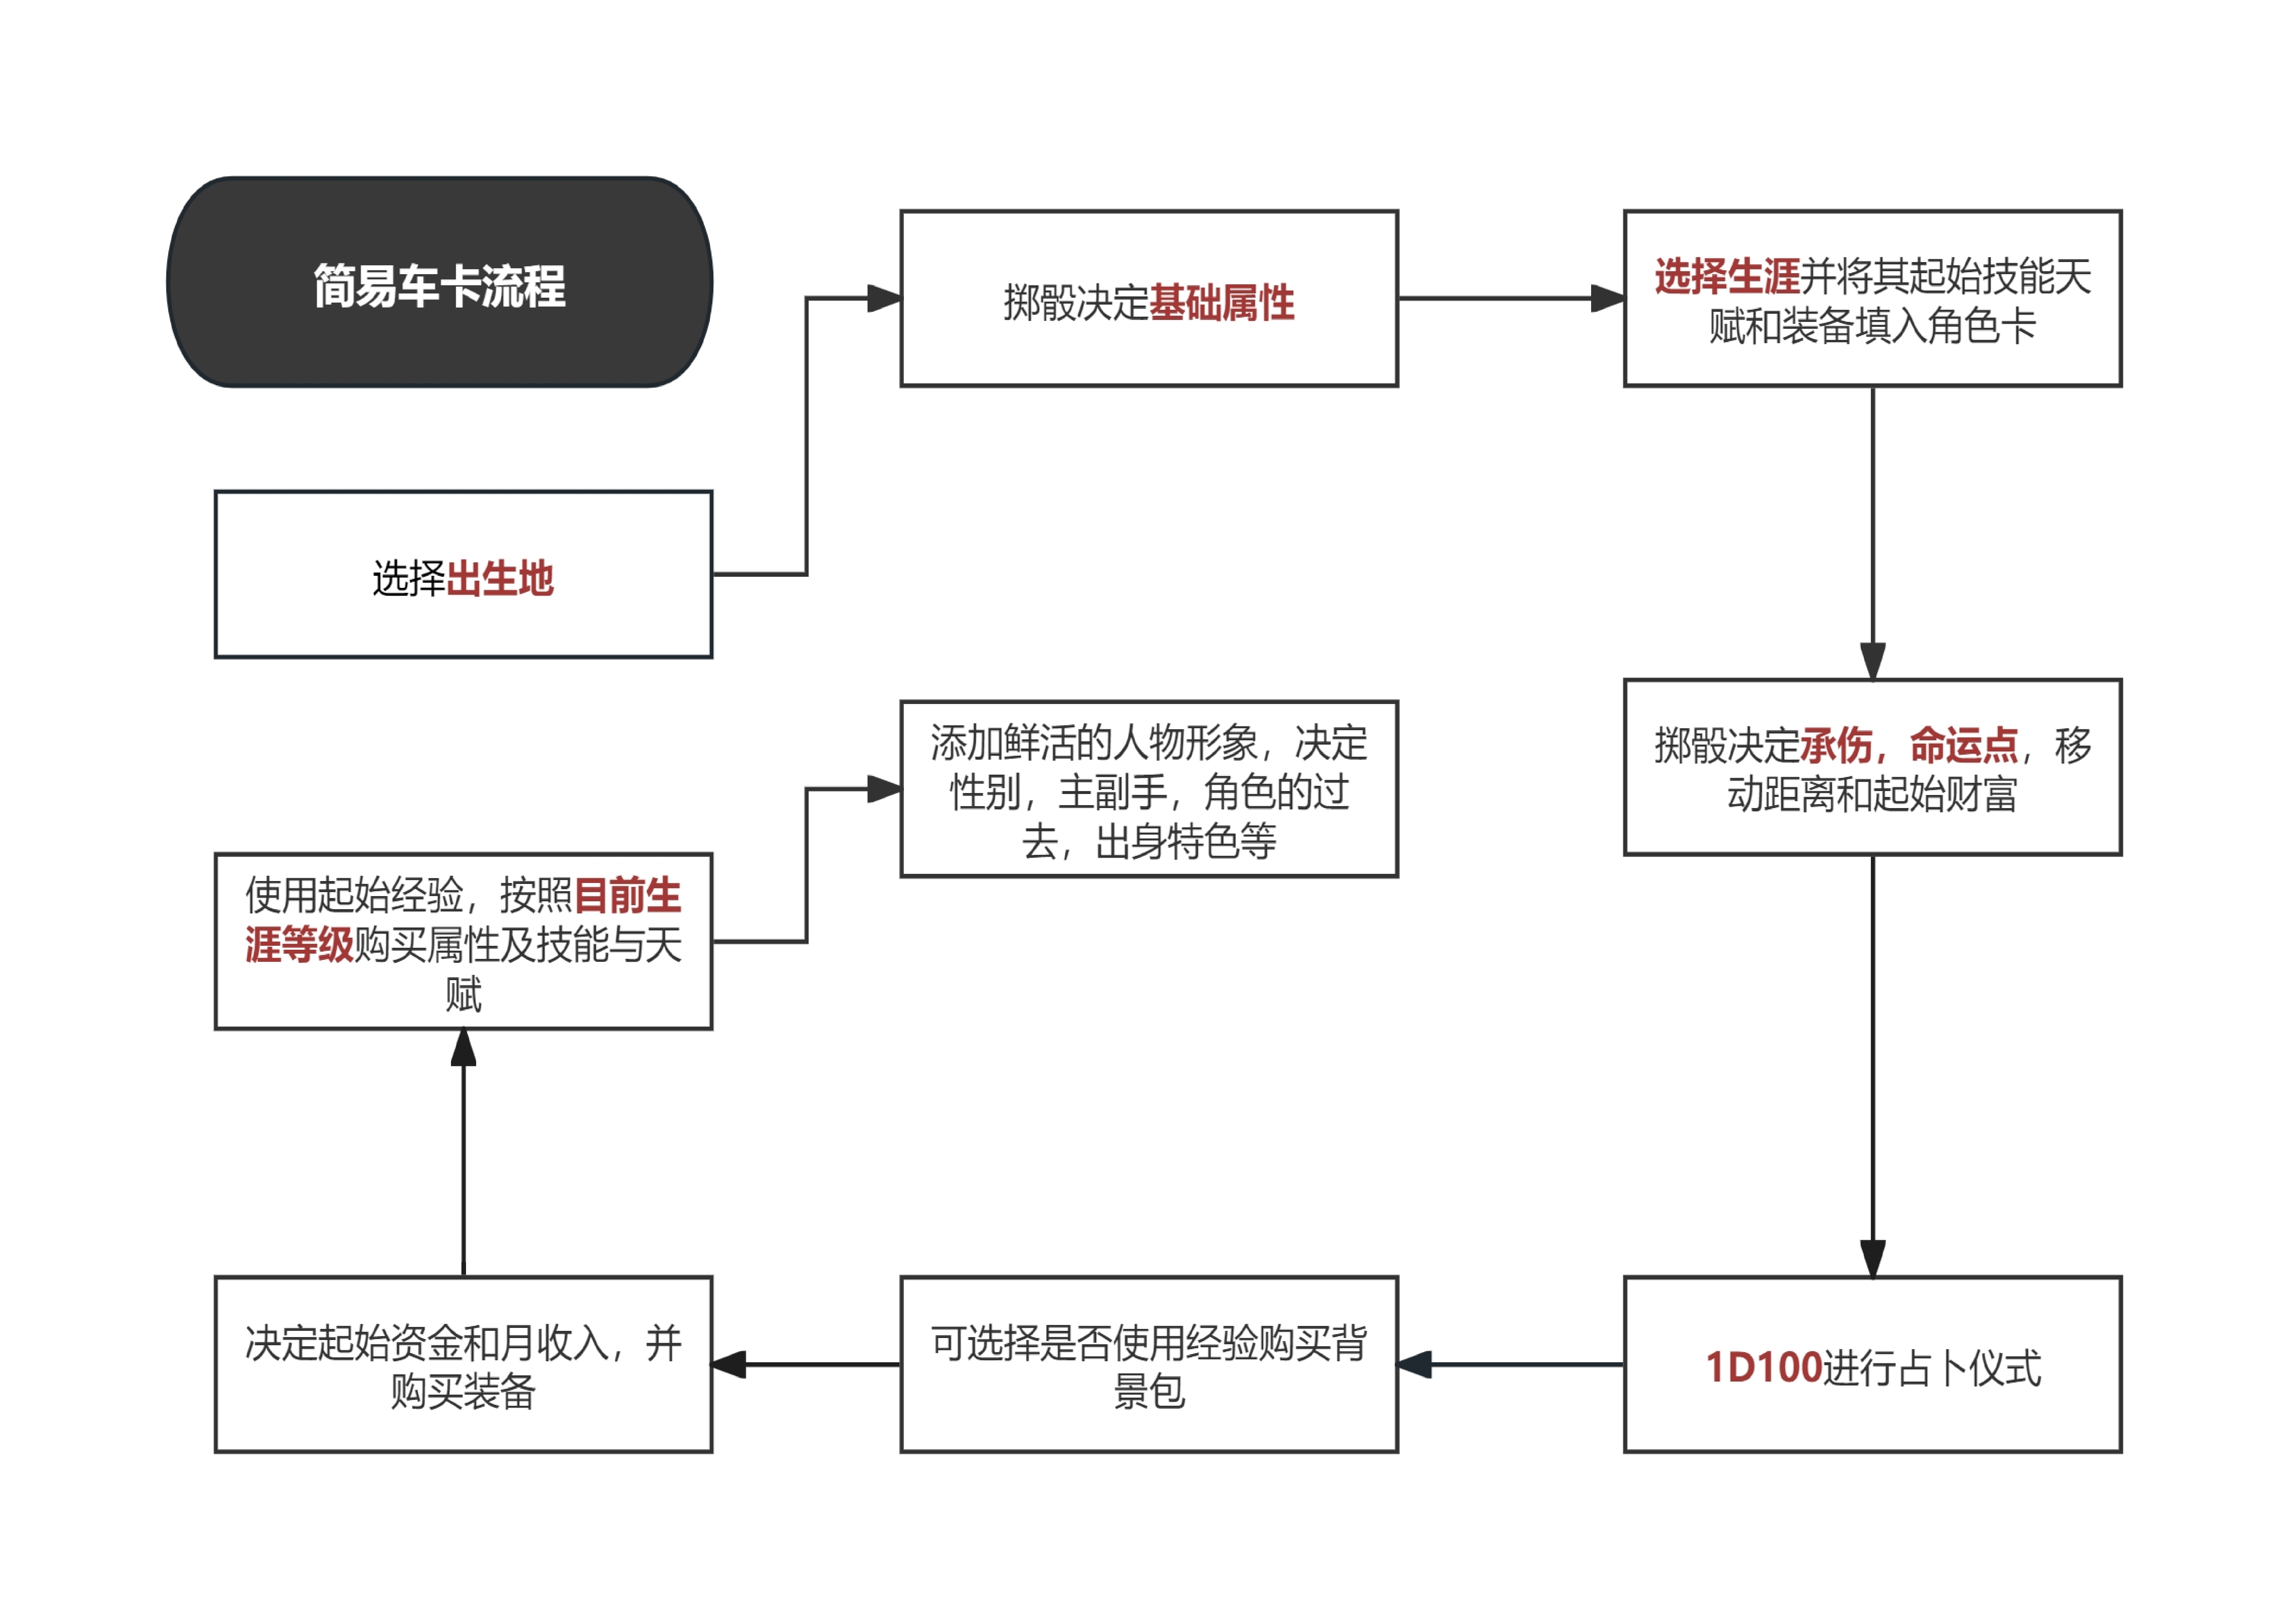 简易车卡流程
选择出生地
掷骰决定基础属性
选择生涯并将其起始技能天
赋和装备填入角色卡
掷骰决定承伤，命运点，移
动距离和起始财富
1D100进行占卜仪式
可选择是否使用经验购买背
景包
决定起始资金和月收入，并
购买装备
使用起始经验，按照目前生
涯等级购买属性及技能与天
赋
添加鲜活的人物形象，决定
性别，主副手，角色的过
去，出身特色等